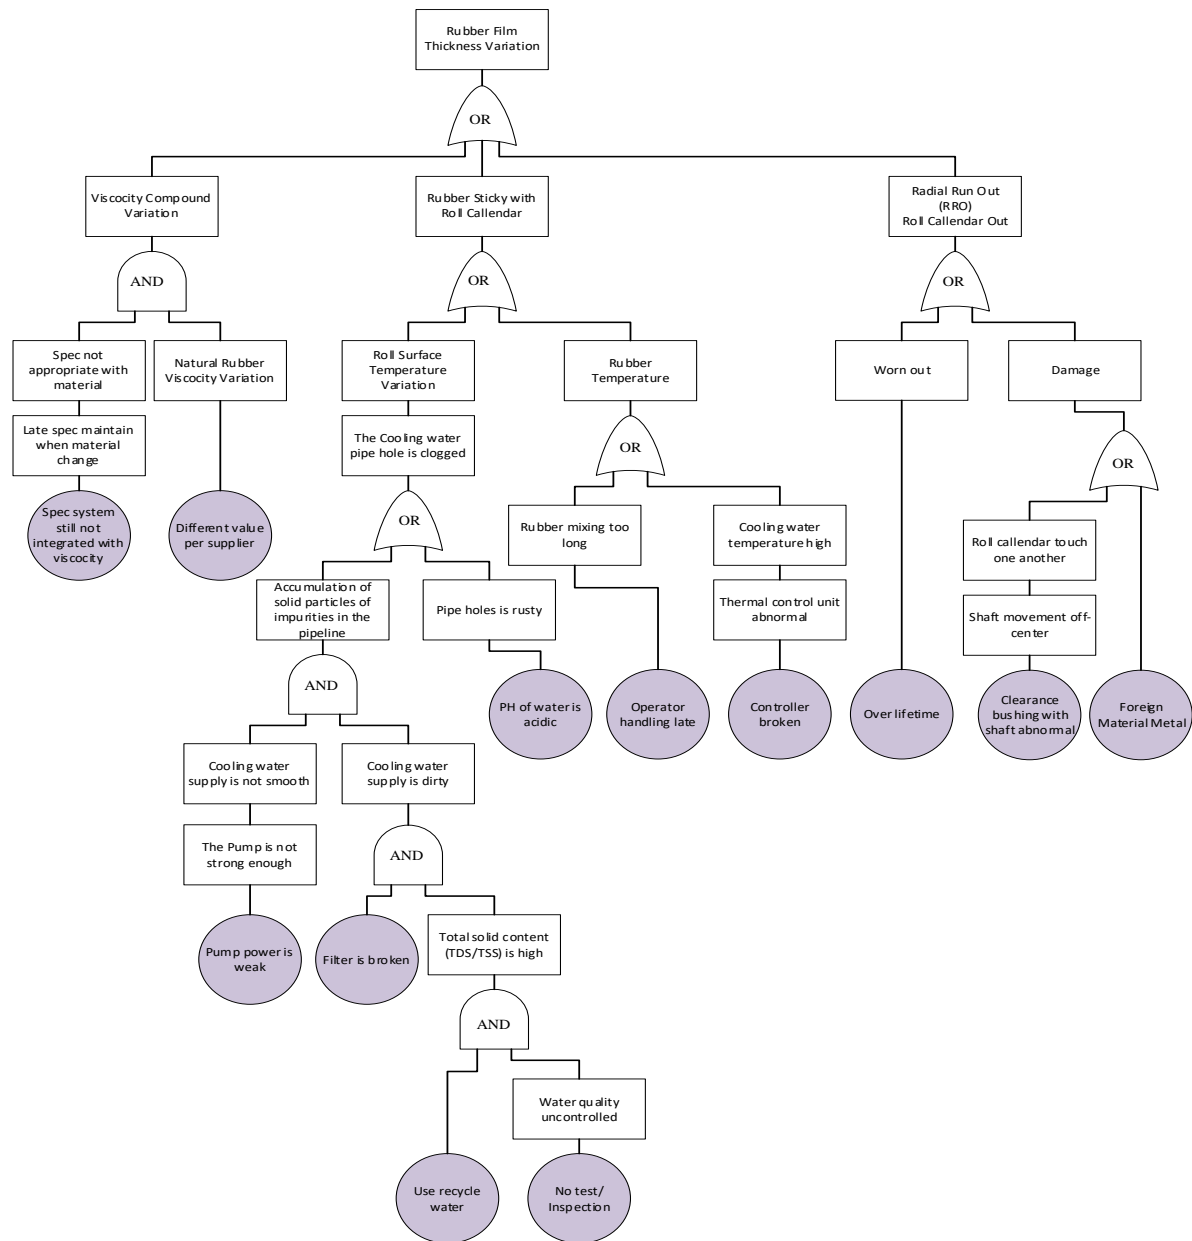 Rubber Film
Thickness Variation
OR
Viscocity Compound
Variation
Rubber Sticky with
Roll Callendar
Radial Run Out
(RRO)
Roll Callendar Out
AND
OR
OR
Spec not
appropriate with
material
Natural Rubber
Viscocity Variation
Roll Surface
Temperature
Variation
Rubber
Temperature
Worn out
Damage
Late spec maintain
when material
change
The Cooling water
pipe hole is clogged
OR
OR
Spec system
still not
integrated with
viscocity
Different value
per supplier
OR
Rubber mixing too
long
Cooling water
temperature high
Roll callendar touch
one another
Accumulation of
solid particles of
impurities in the
pipeline
Pipe holes is rusty
Thermal control unit
abnormal
Shaft movement off-
center
AND
PH of water is
acidic
Operator
handling late
Controller
broken
Over lifetime
Clearance
bushing with
shaft abnormal
Foreign
Material Metal
Cooling water
supply is not smooth
Cooling water
supply is dirty
The Pump is not
strong enough
AND
Pump power is
weak
Filter is broken
Total solid content
(TDS/TSS) is high
AND
Water quality
uncontrolled
Use recycle
water
No test/
Inspection